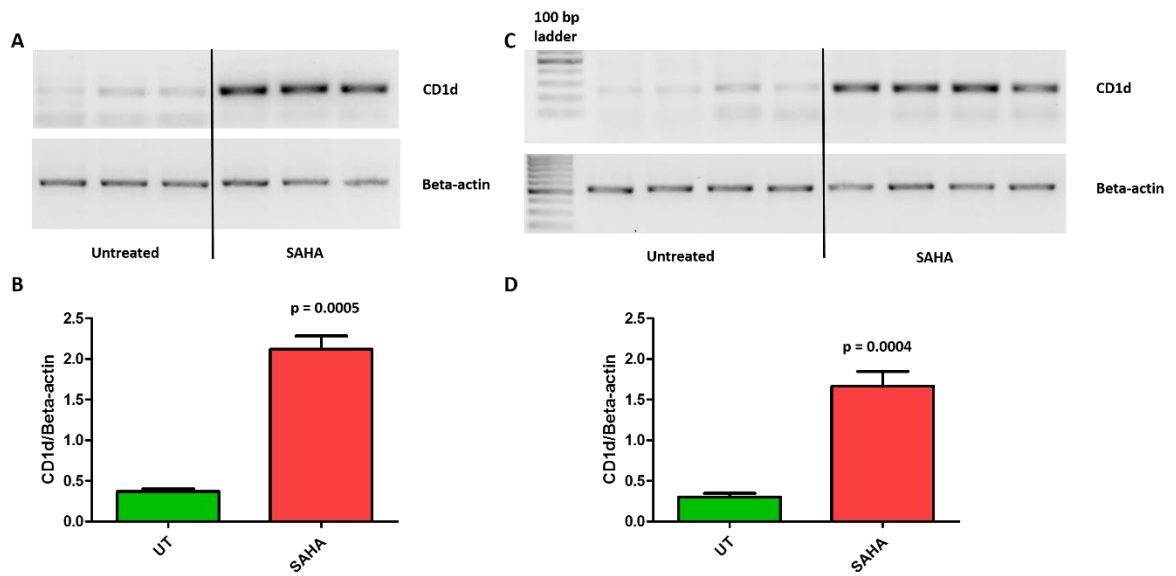 A
CD1d
Beta-actin
Untreated SAHA
B
p = 0.0005
CD1d/Beta-actin
2.5
2.0
1.5
1.0
0.5
0.0
UT
SAHA
C
100 bp
ladder
CD1d
Beta-actin
Untreated SAHA
D
p = 0.0004
CD1d/Beta-actin
2.5
2.0
1.5
1.0
0.5
0.0
UT
SAHA